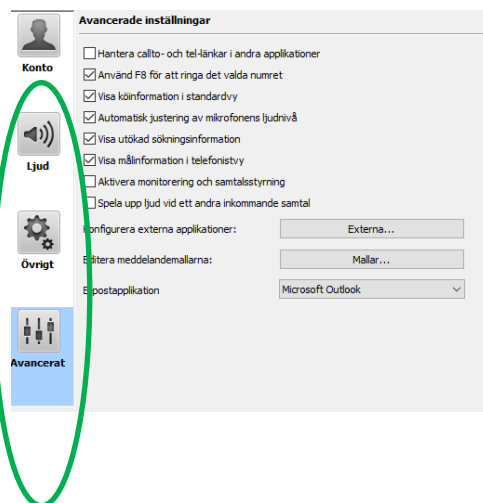 Avancerade inställningar
Konto
Ljud
Övrigt
Avancerat
Hantera callto- och tel-länkar i andra applikationer
Använd F8 för att ringa det valda numret
Visa köinformation i standardvy
Automatisk justering av mikrofonens ljudnivå
Visa utökad sökningsinformation
Visa målinformation i telefonistvy
Aktivera monitorering och samtalsstyrning
Spela upp ljud vid ett andra inkommande samtal
Konfigurera externa applikationer: Externa...
Editera meddelandemallarna: Mallar...
E-postapplikation Microsoft Outlook